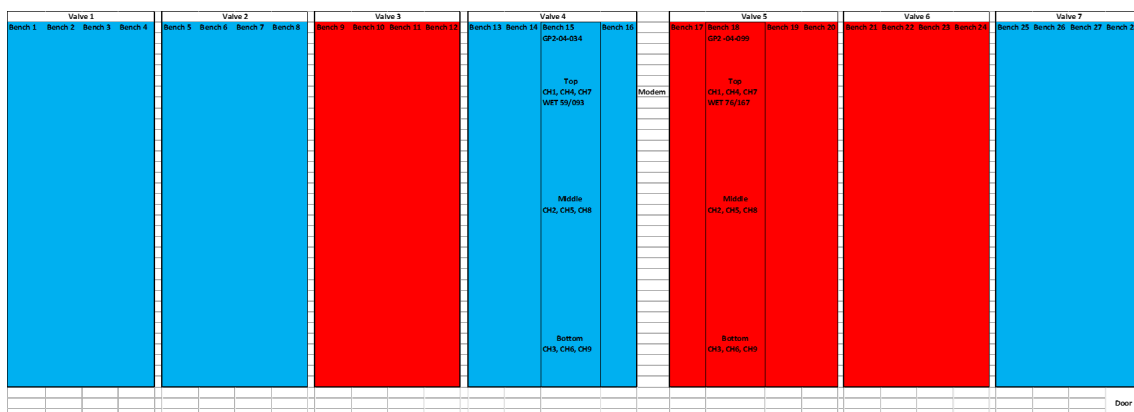 Valve 1 Valve 2 Valve 3 Valve 4 Valve 5 Valve 6 Valve 7
Bench 1 Bench 2 Bench 3 Bench 4 Bench 5 Bench 6 Bench 7 Bench 8 Bench 9 Bench 10 Bench 11 Bench 12 Bench 13 Bench 14 Bench 15 Bench 16 Bench 17 Bench 18 Bench 19 Bench 20 Bench 21 Bench 22 Bench 23 Bench 24 Bench 25 Bench 26 Bench 27 Bench
GP2-04-034 GP2-04-099
Top Top
CH1, CH4, CH7 Modem CH1, CH4, CH7
WET 59/093 WET 76/167
Middle Middle
CH2, CH5, CH8 CH2, CH5, CH8
Bottom Bottom
CH3, CH6, CH9 CH3, CH6, CH9
Door